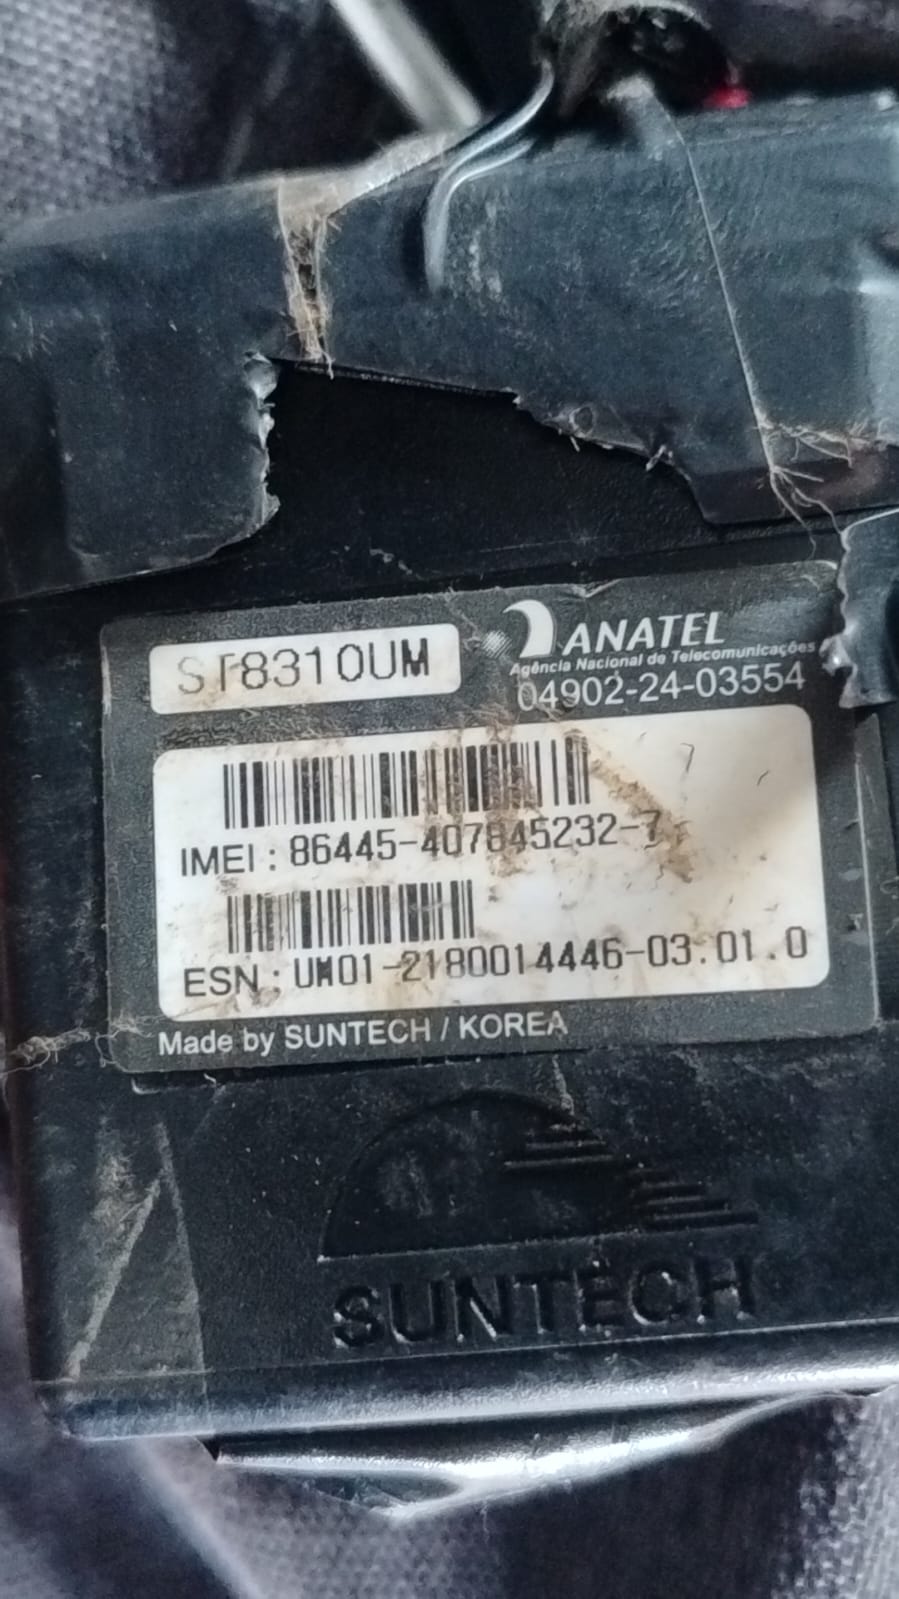 ST8310UM
ANATEL
Agência Nacional de Telecomunicações
04902-24-03554
IMEI : 86445-407845232-7
ESN : UM01-2180014446-03.01.0
Made by SUNTECH / KOREA
SUNTECH